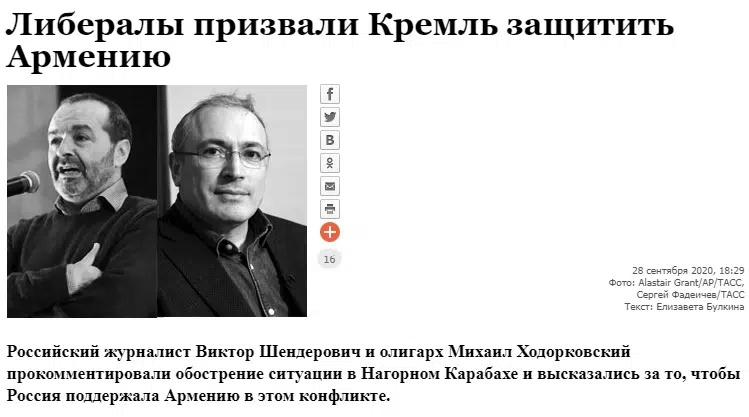 Либералы призвали Кремль защитить
Армению
16
28 сентября 2020, 18:29
Фото: Alastair Grant/AP/ТАСС,
Сергей Фадеичев/ТАСС
Текст: Елизавета Булкина
Российский журналист Виктор Шендерович и олигарх Михаил Ходорковский
прокомментировали обострение ситуации в Нагорном Карабахе и высказались за то, чтобы
Россия поддержала Армению в этом конфликте.